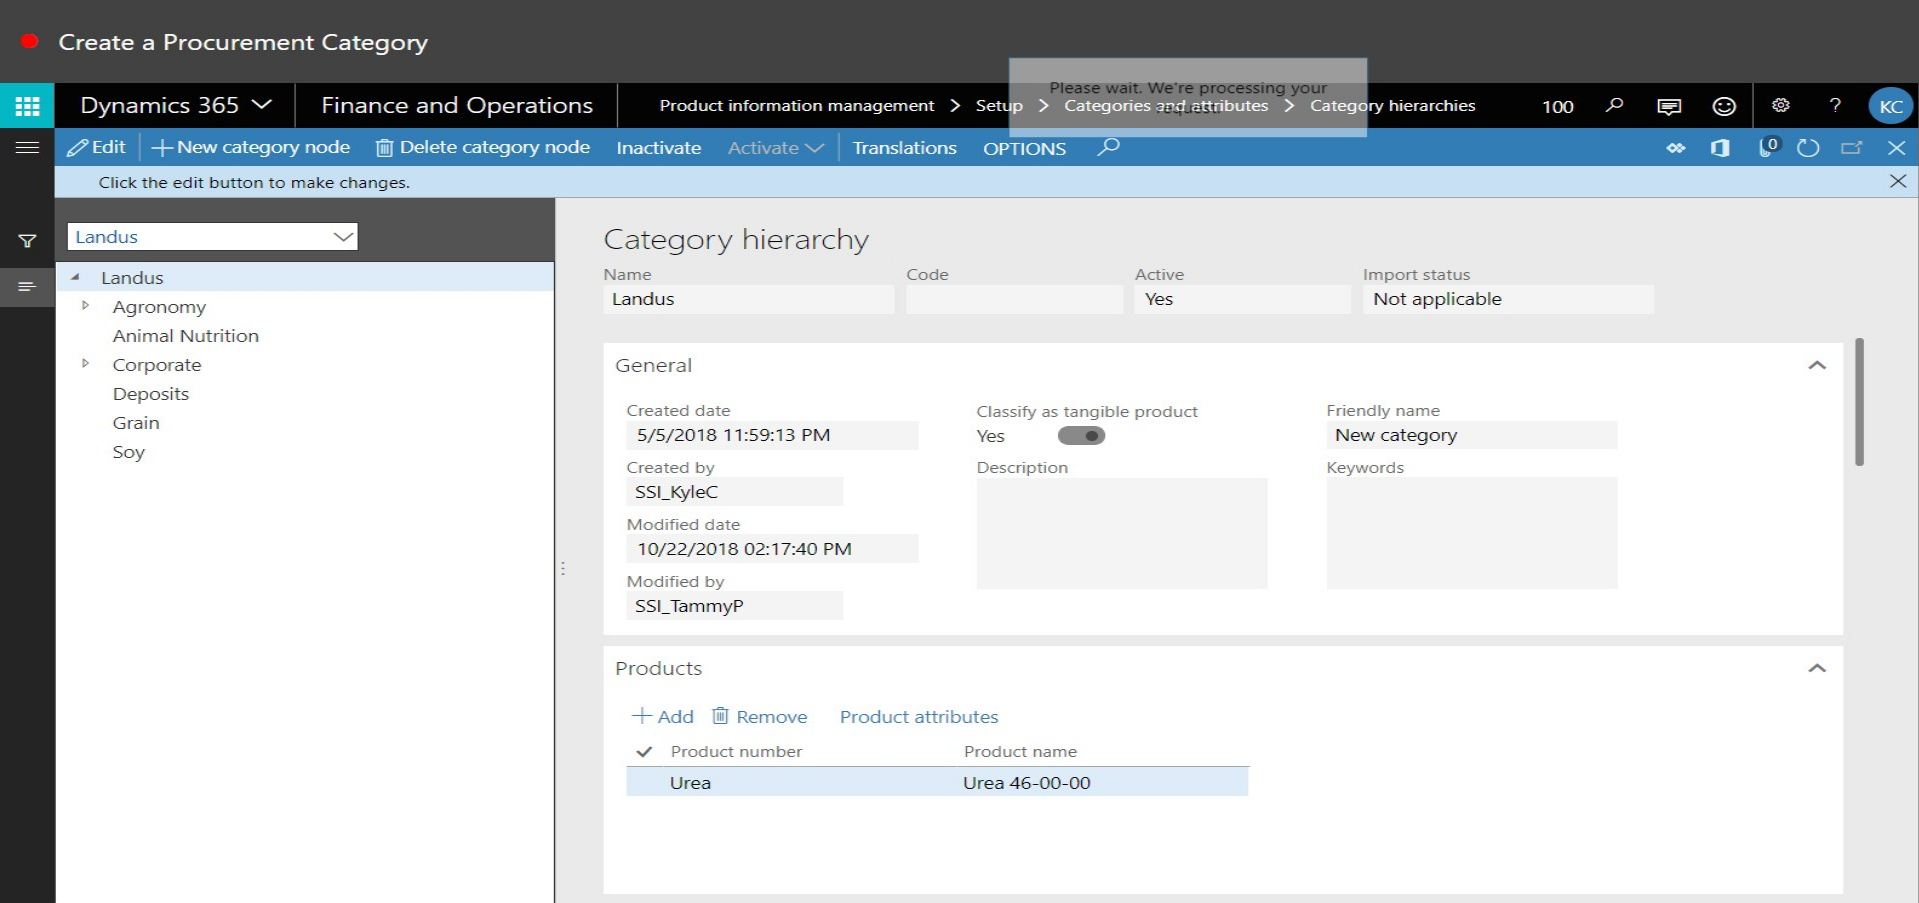 Create a Procurement Category
Please wait. We're processing your
request.
Dynamics 365 Finance and Operations Product information management > Setup > Categories and attributes > Category hierarchies 100 ? KC
Edit New category node Delete category node Inactivate Activate Translations OPTIONS 0
Click the edit button to make changes.
Landus
Landus
Agronomy
Animal Nutrition
Corporate
Deposits
Grain
Soy
Category hierarchy
Name Code Active Import status
Landus Yes Not applicable
General
Created date Classify as tangible product Friendly name
5/5/2018 11:59:13 PM Yes New category
Created by Description Keywords
SSI_KyleC
Modified date
10/22/2018 02:17:40 PM
Modified by
SSI_TammyP
Products
Add Remove Product attributes
Product number Product name
Urea Urea 46-00-00